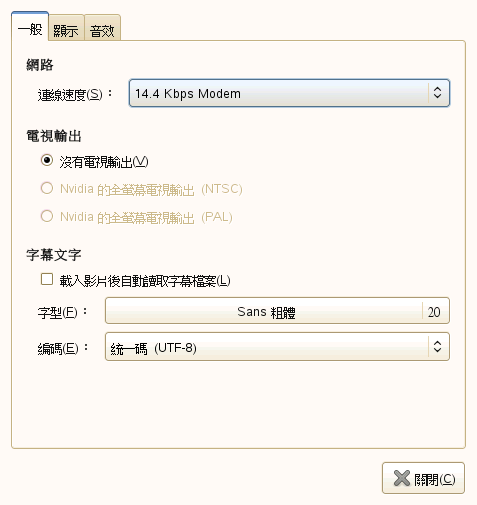 一般 顯示 音效
網路
連線速度(S)： 14.4 Kbps Modem
電視輸出
沒有電視輸出(V)
Nvidia 的全螢幕電視輸出 (NTSC)
Nvidia 的全螢幕電視輸出 (PAL)
字幕文字
載入影片後自動讀取字幕檔案(L)
字型(F)： Sans 粗體 20
編碼(E)： 統一碼 (UTF-8)
關閉(C)